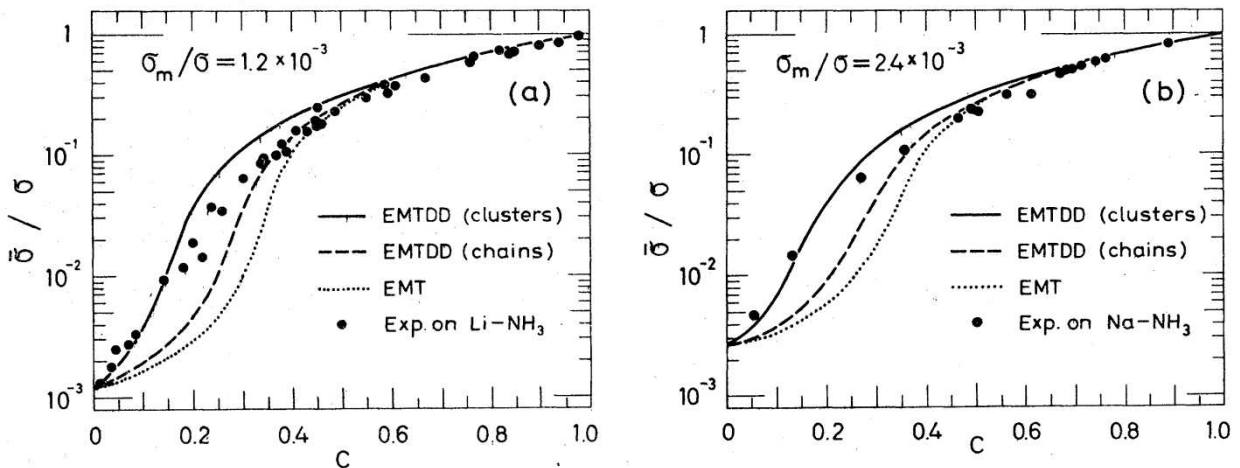 1
σ_m/σ = 1.2 × 10⁻³
(a)
10⁻¹
σ̄ / σ
EMTDD (clusters)
EMTDD (chains)
10⁻²
EMT
Exp. on Li-NH₃
10⁻³
0 0.2 0.4 0.6 0.8 1.0
C
1
σ_m/σ = 2.4 × 10⁻³
(b)
10⁻¹
σ̄ / σ
EMTDD (clusters)
EMTDD (chains)
10⁻²
EMT
Exp. on Na-NH₃
10⁻³
0 0.2 0.4 0.6 0.8 1.0
C